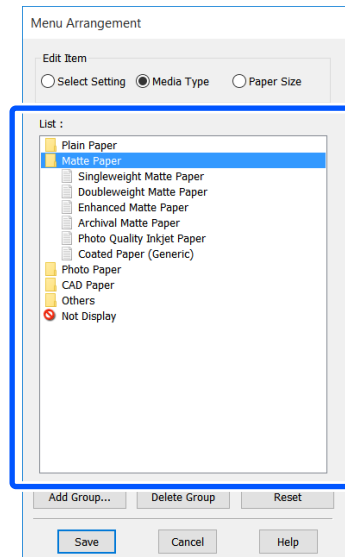 Menu Arrangement
Edit Item
Select Setting Media Type Paper Size
List :
Plain Paper
Matte Paper
Singleweight Matte Paper
Doubleweight Matte Paper
Enhanced Matte Paper
Archival Matte Paper
Photo Quality Inkjet Paper
Coated Paper (Generic)
Photo Paper
CAD Paper
Others
Not Display
Add Group... Delete Group Reset
Save Cancel Help